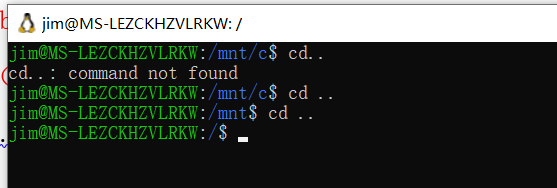 jim@MS-LEZCKHZVLRKW: /
jim@MS-LEZCKHZVLRKW:/mnt/c$ cd..
cd..: command not found
jim@MS-LEZCKHZVLRKW:/mnt/c$ cd ..
jim@MS-LEZCKHZVLRKW:/mnt$ cd ..
jim@MS-LEZCKHZVLRKW:/$